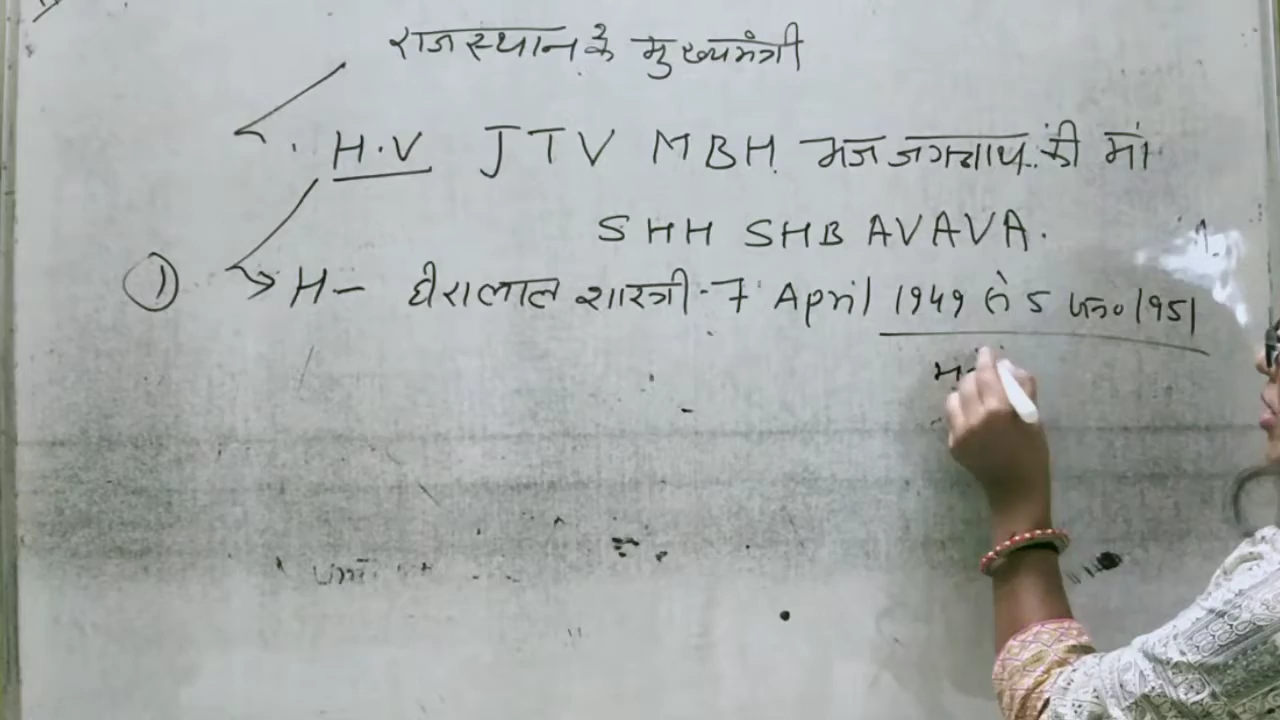 राजस्थान के मुख्यमंत्री
H.V JTV MBH भज जगन्नाथ की मां
SHH SHB AVAVA.
① H- हीरालाल शास्त्री - 7 April 1949 से 5 जन० 1951